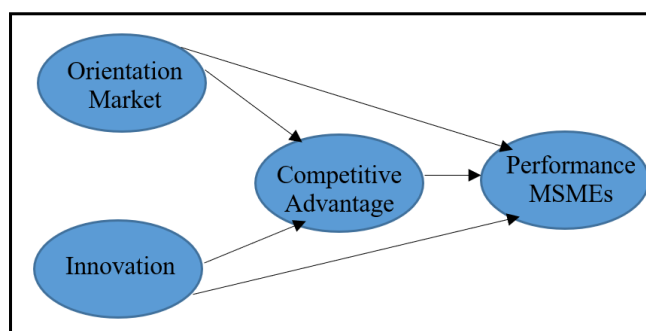 Orientation
Market
Competitive
Advantage
Performance
MSMEs
Innovation